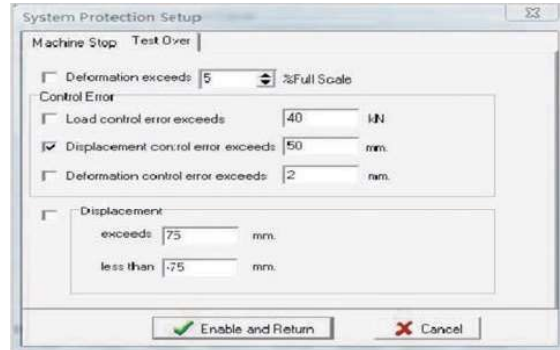 System Protection Setup
Machine Stop Test Over
Deformation exceeds 5 %Full Scale
Control Error
Load control error exceeds 40 kN
Displacement control error exceeds 50 mm.
Deformation control error exceeds 2 mm.
Displacement
exceeds 75 mm.
less than -75 mm.
Enable and Return Cancel